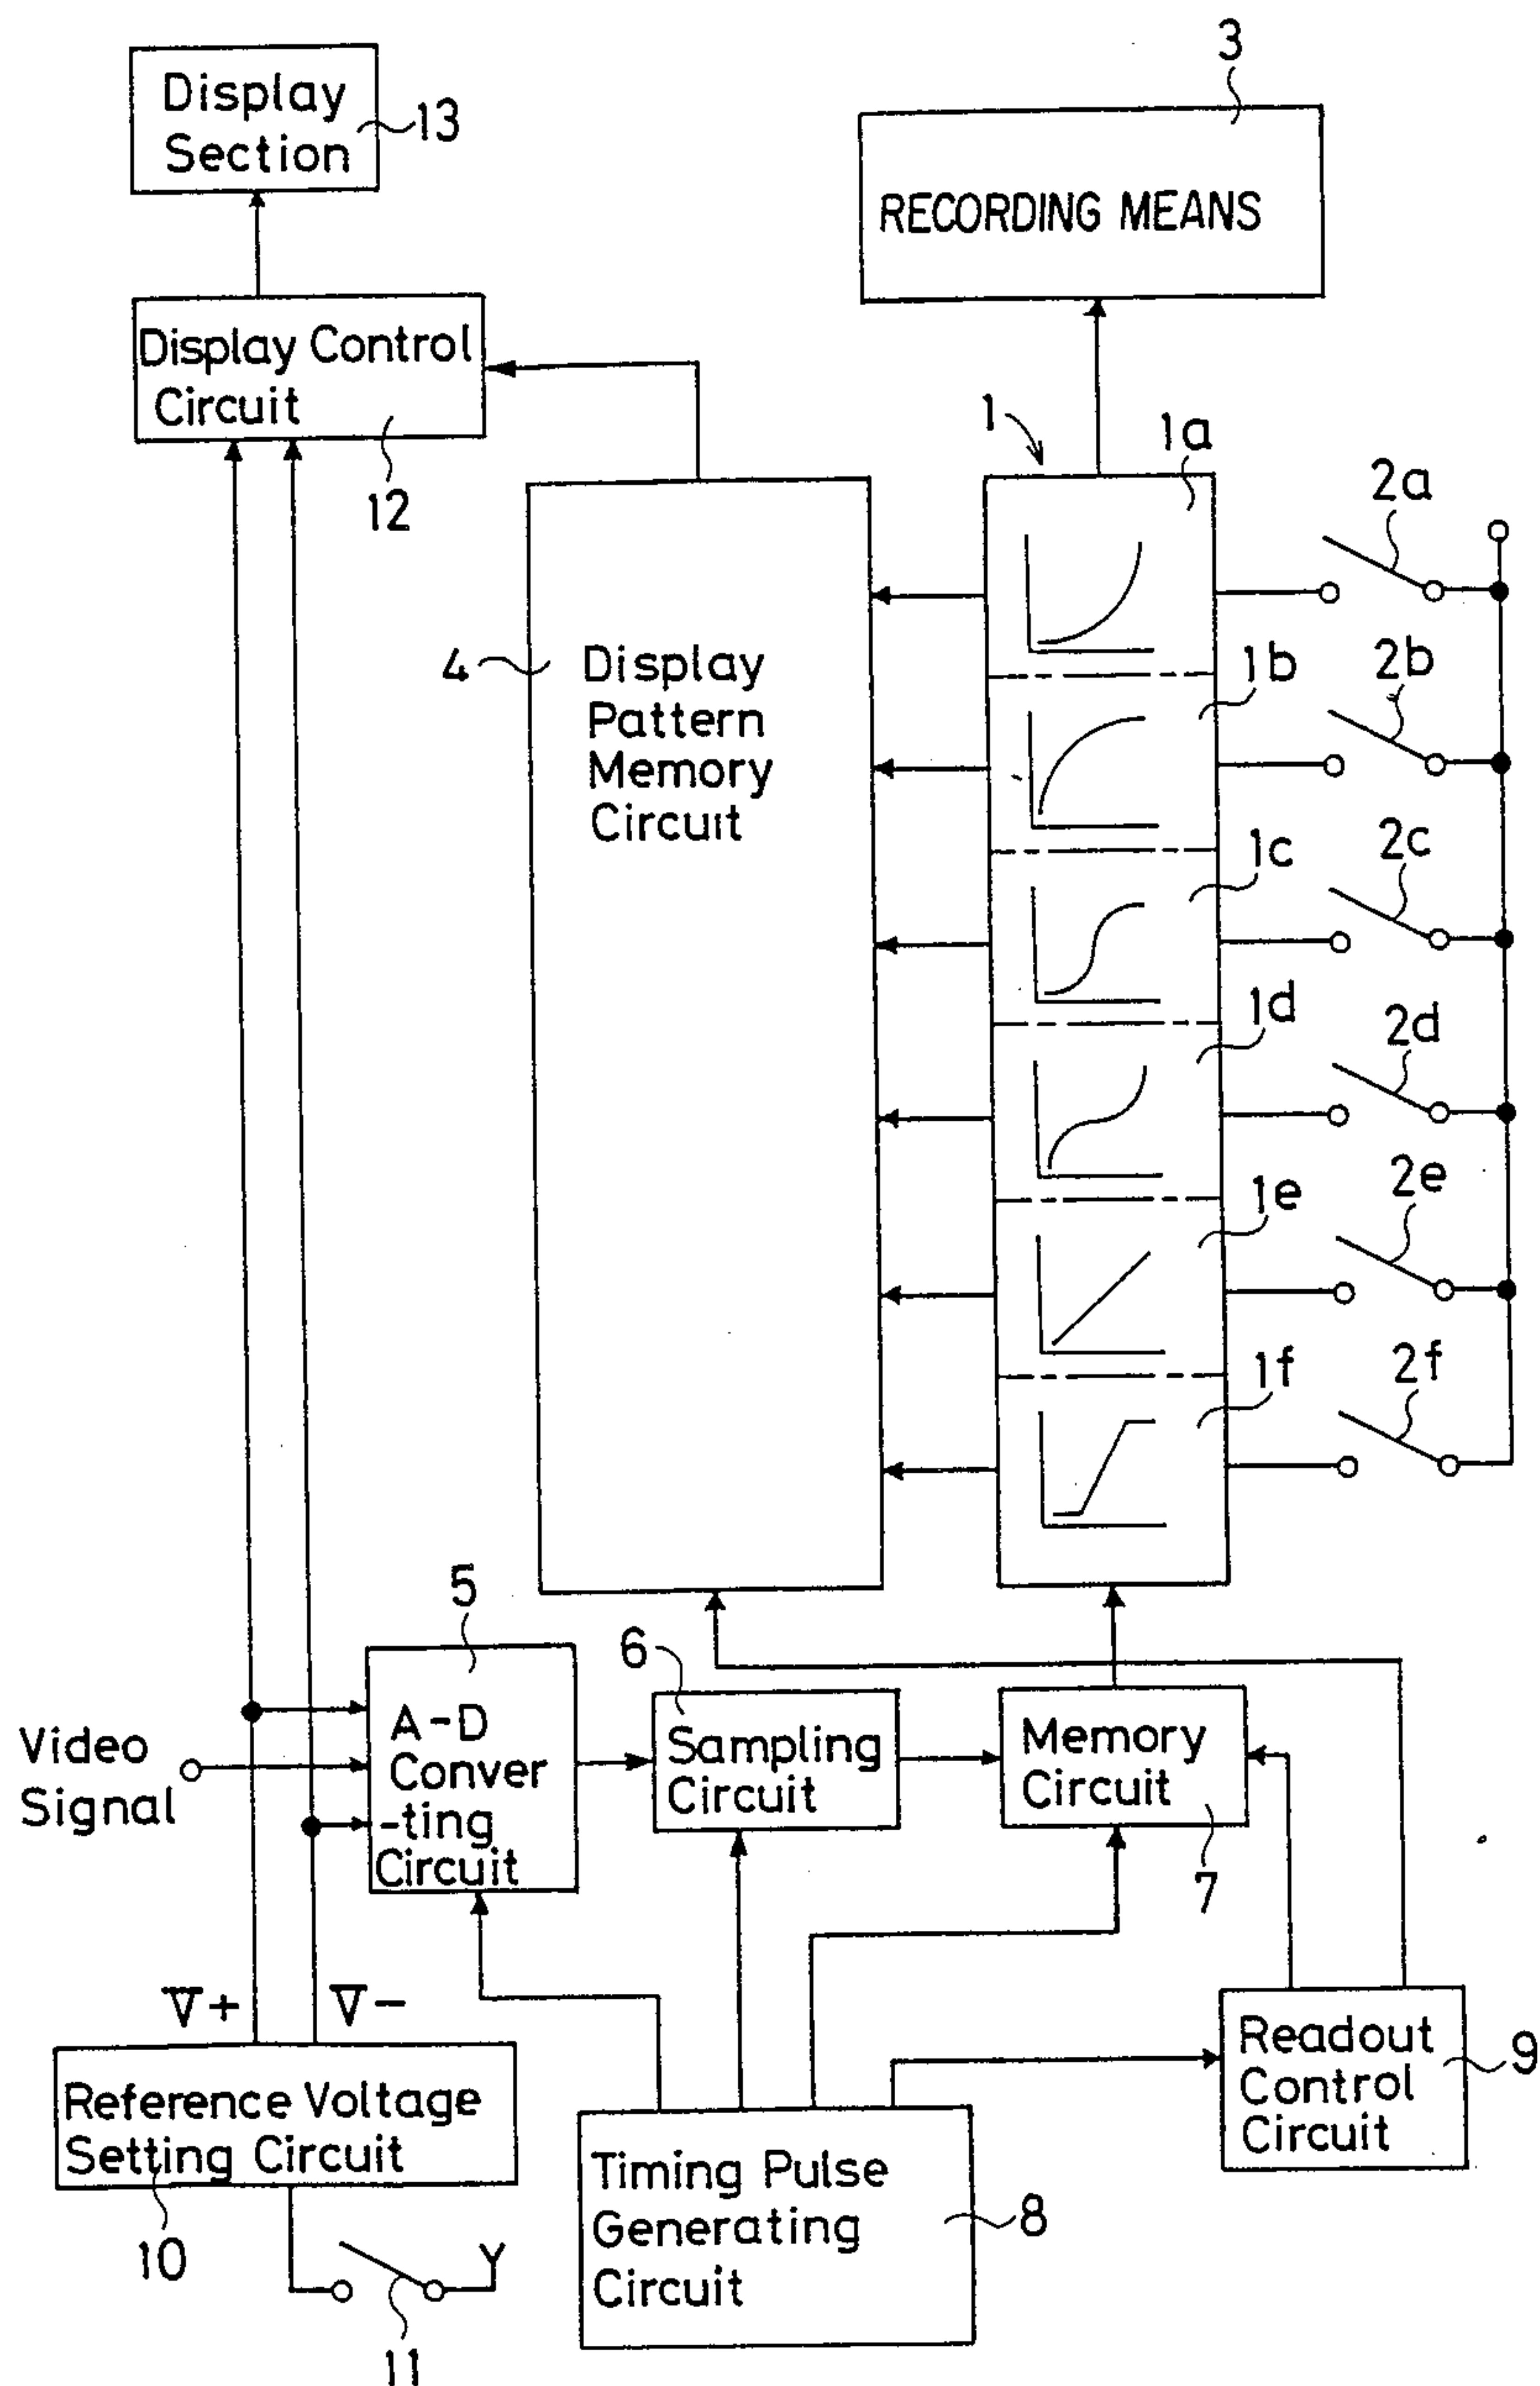 3
Display
Section
13
RECORDING MEANS
Display Control
Circuit
12
1
1a
2a
4
Display
Pattern
Memory
Circuit
1b
2b
1c
2c
1d
2d
1e
2e
1f
2f
5
6
A-D
Conver
-ting
Circuit
Video
Signal
Sampling
Circuit
Memory
Circuit
7
V+
V-
Reference Voltage
Setting Circuit
10
11
Timing Pulse
Generating
Circuit
8
Readout
Control
Circuit
9